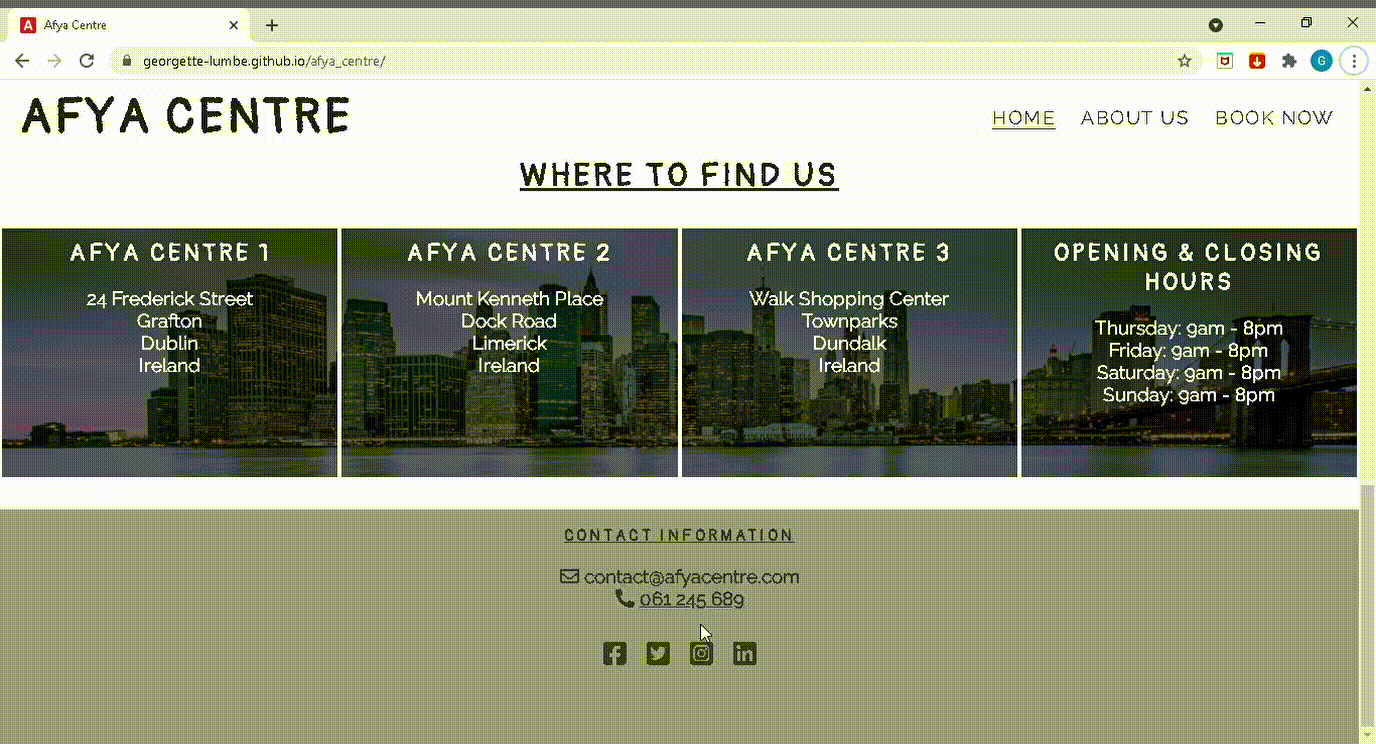 Afya Centre
georgette-lumbe.github.io/afya_centre/
G
AFYA CENTRE
HOME ABOUT US BOOK NOW
WHERE TO FIND US
AFYA CENTRE 1
24 Frederick Street
Grafton
Dublin
Ireland
AFYA CENTRE 2
Mount Kenneth Place
Dock Road
Limerick
Ireland
AFYA CENTRE 3
Walk Shopping Center
Townparks
Dundalk
Ireland
OPENING & CLOSING
HOURS
Thursday: 9am - 8pm
Friday: 9am - 8pm
Saturday: 9am - 8pm
Sunday: 9am - 8pm
CONTACT INFORMATION
contact@afyacentre.com
061 245 689